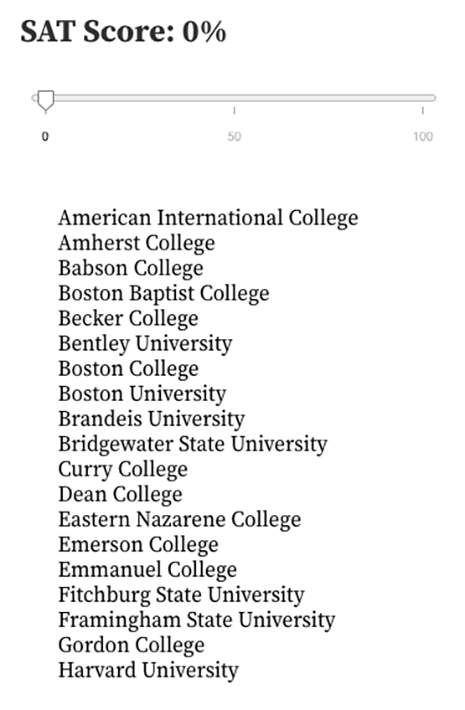 SAT Score: 0%
0 50 100
American International College
Amherst College
Babson College
Boston Baptist College
Becker College
Bentley University
Boston College
Boston University
Brandeis University
Bridgewater State University
Curry College
Dean College
Eastern Nazarene College
Emerson College
Emmanuel College
Fitchburg State University
Framingham State University
Gordon College
Harvard University